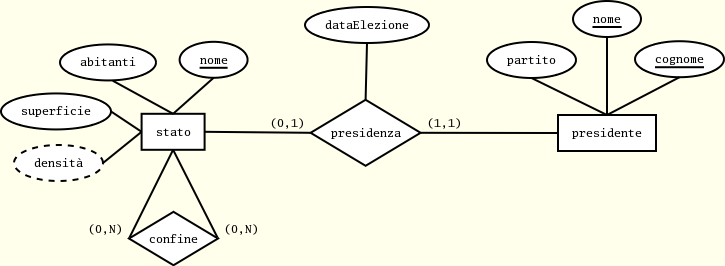 nome
dataElezione
abitanti
nome
partito
cognome
superficie
(0,1)
(1,1)
stato
presidenza
presidente
densità
(0,N)
(0,N)
confine